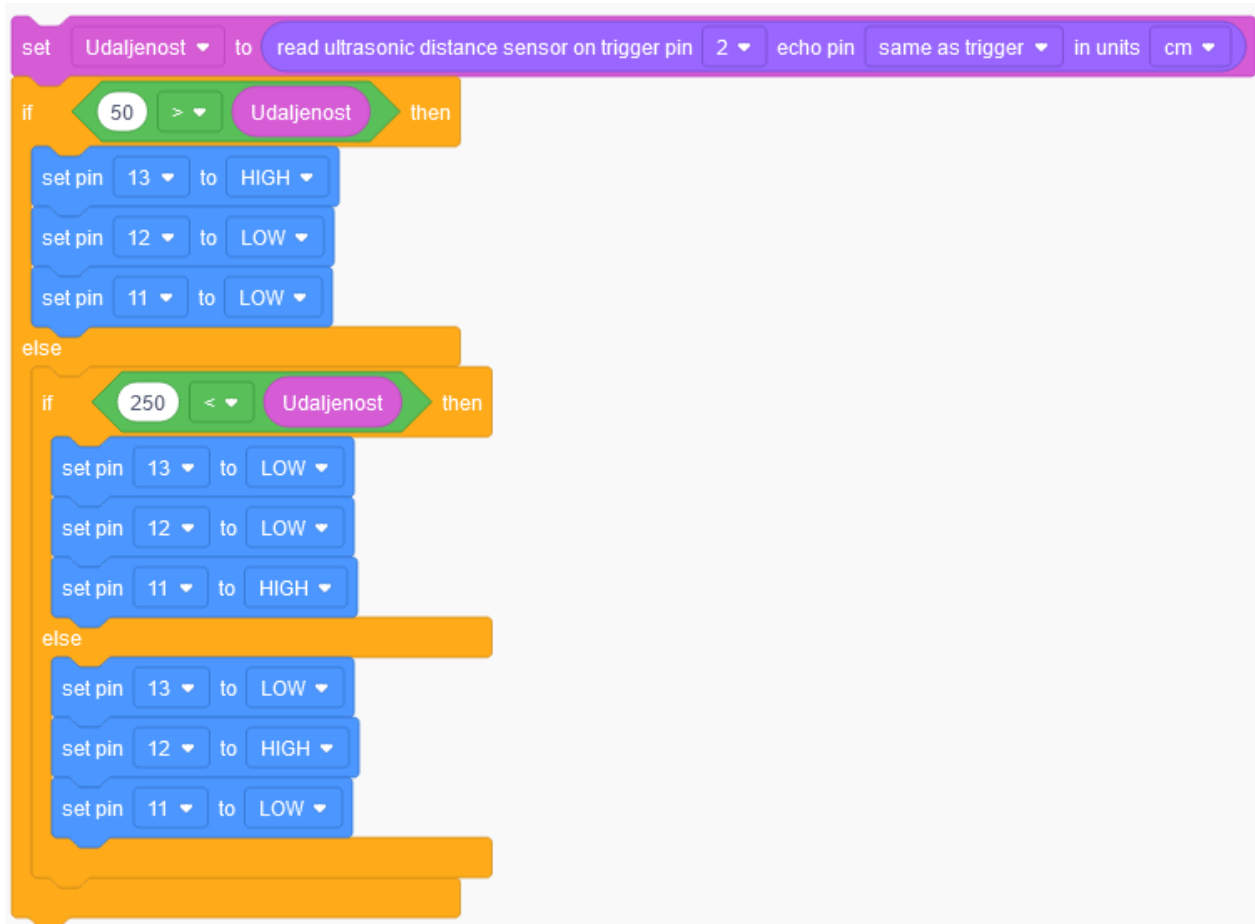 set Udaljenost to read ultrasonic distance sensor on trigger pin 2 echo pin same as trigger in units cm
if 50 > Udaljenost then
set pin 13 to HIGH
set pin 12 to LOW
set pin 11 to LOW
else
if 250 < Udaljenost then
set pin 13 to LOW
set pin 12 to LOW
set pin 11 to HIGH
else
set pin 13 to LOW
set pin 12 to HIGH
set pin 11 to LOW